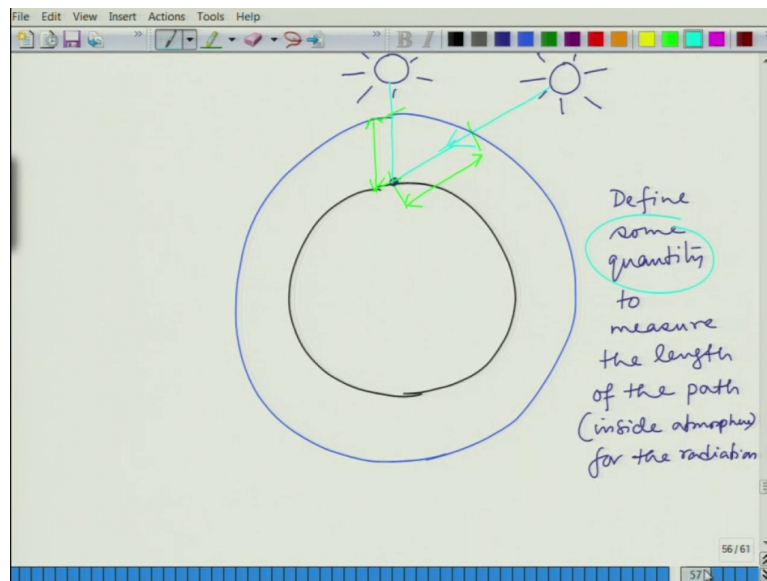 File Edit View Insert Actions Tools Help
B I
Define
some
quantity
to
measure
the length
of the path
(inside atmosphere)
for the radiation
56/61
57